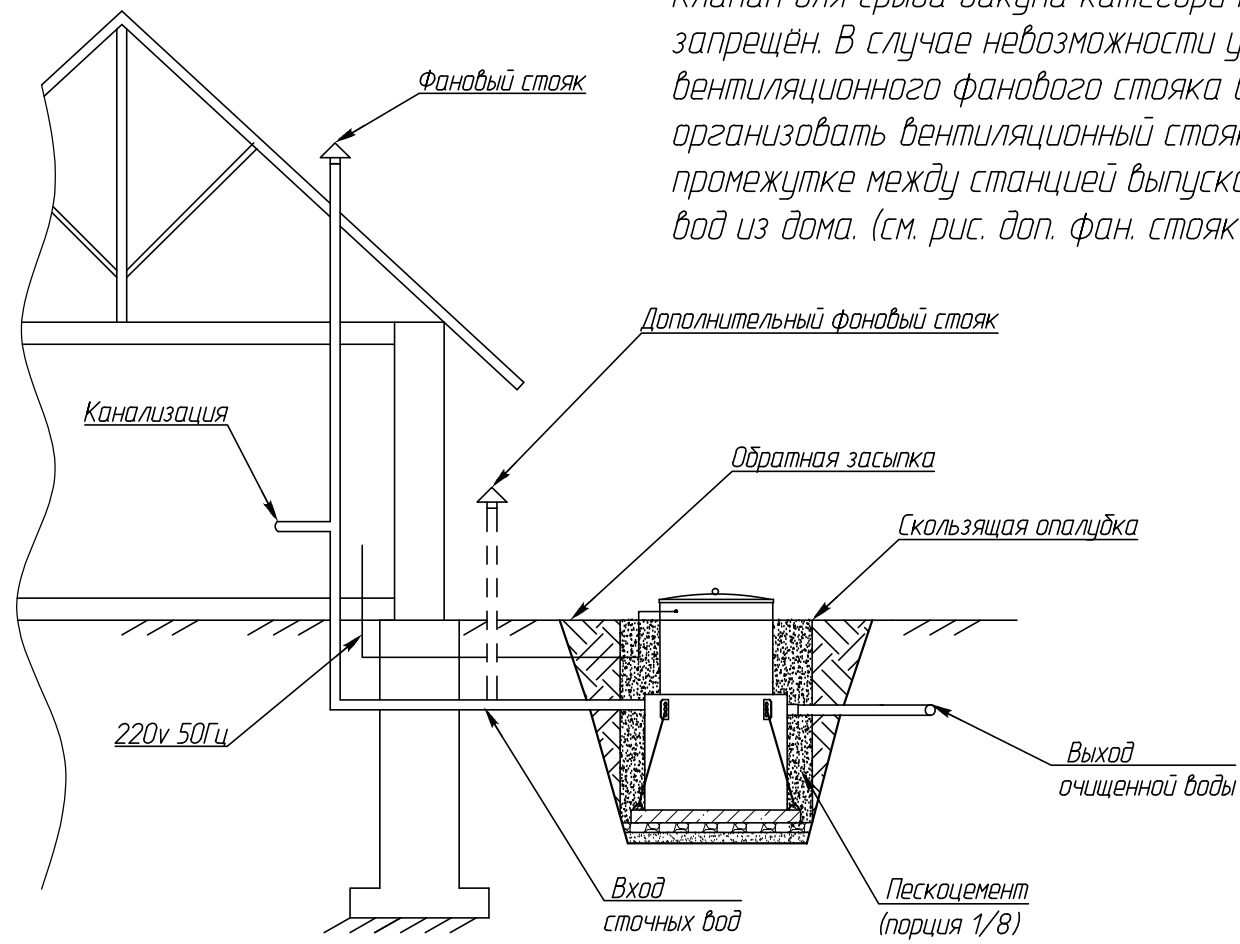 Фановый стояк
запрещён. В случае невозможности
вентиляционного фанового стояка
организовать вентиляционный
промежутке между станцией
вод из дома. (см. рис. доп. фан. стояк
Дополнительный фоновый стояк
Канализация
Обратная засыпка
Скользящая опалубка
220v 50Гц
Выход
очищенной воды
Вход
сточных вод
Пескоцемент
(порция 1/8)